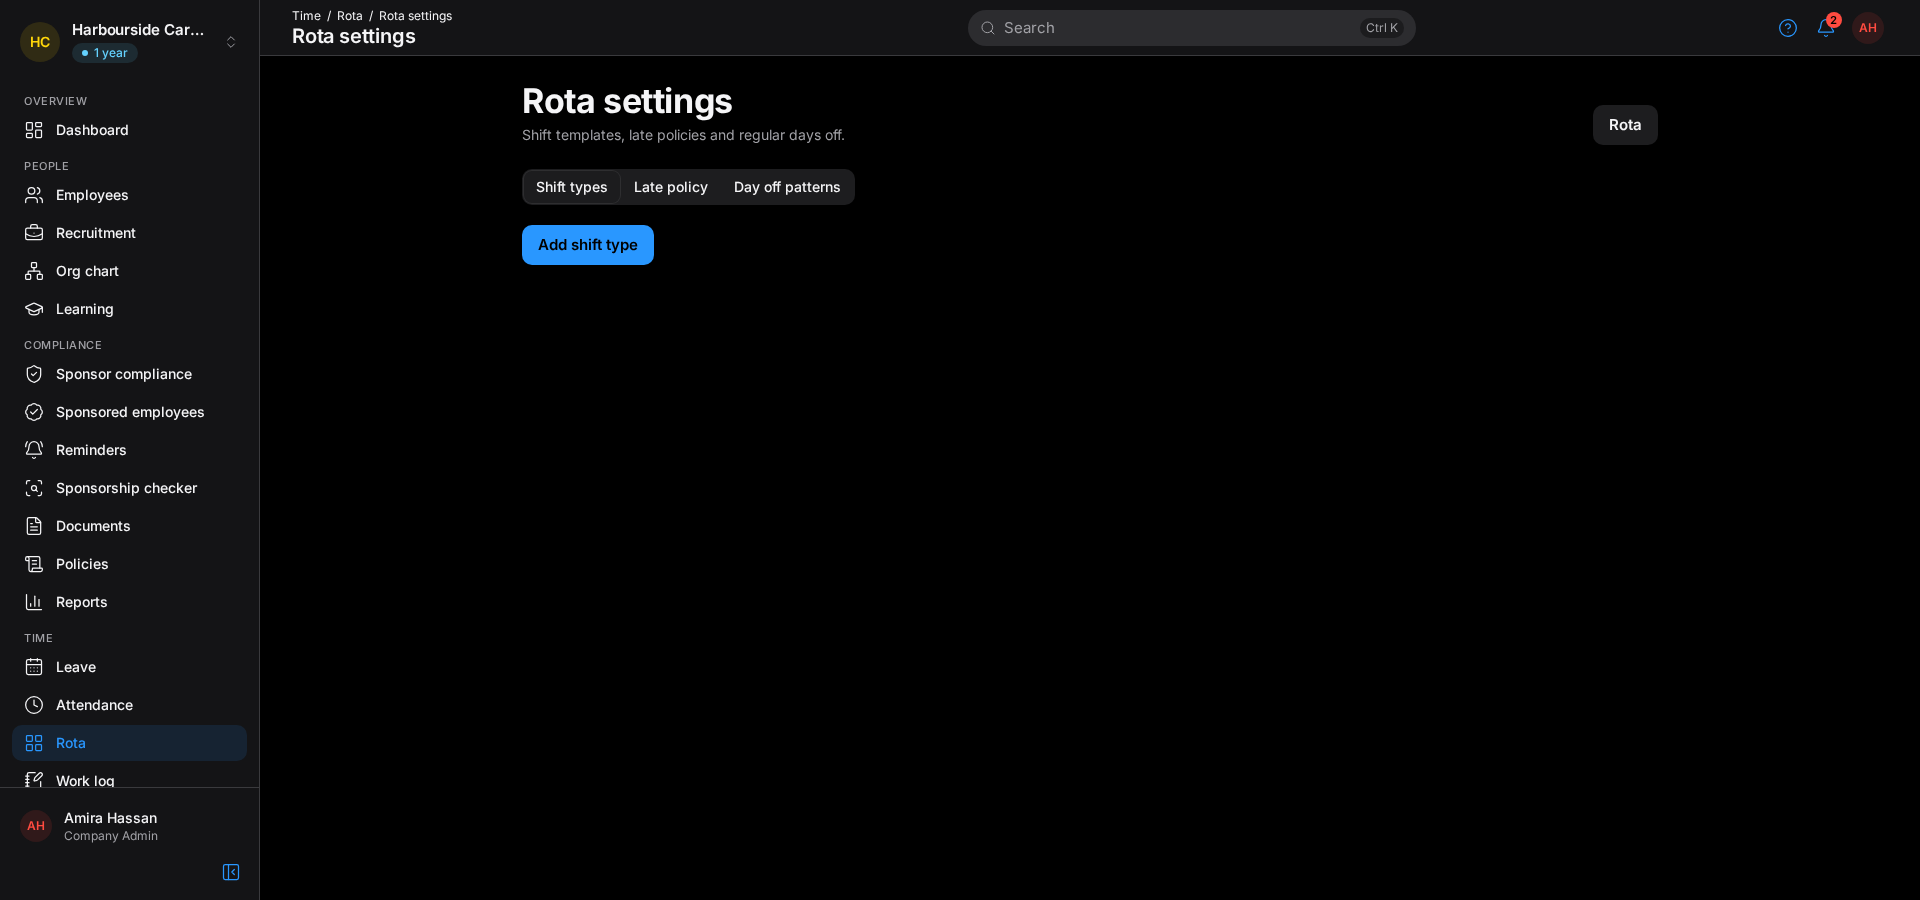 HC
Harbourside Car...
1 year
OVERVIEW
Dashboard
PEOPLE
Employees
Recruitment
Org chart
Learning
COMPLIANCE
Sponsor compliance
Sponsored employees
Reminders
Sponsorship checker
Documents
Policies
Reports
TIME
Leave
Attendance
Rota
Work log
AH
Amira Hassan
Company Admin
Time / Rota / Rota settings
Rota settings
Search
Ctrl K
2
AH
Rota settings
Shift templates, late policies and regular days off.
Rota
Shift types
Late policy
Day off patterns
Add shift type